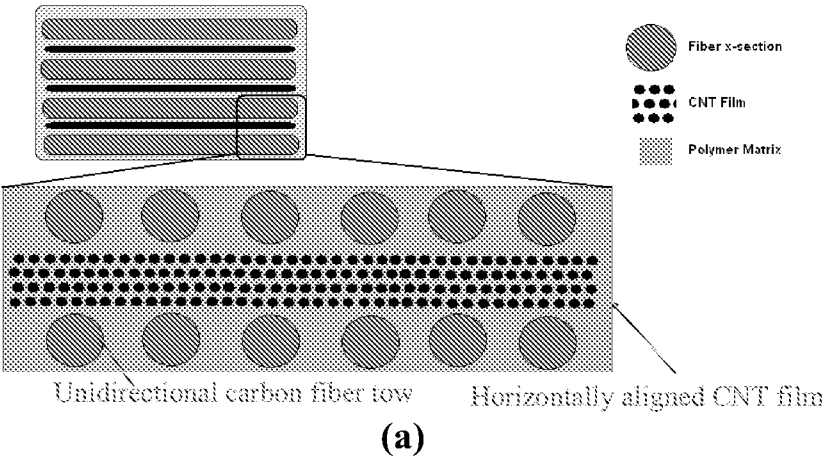 Fiber x-section
CNT Film
Polymer Matrix
Unidirectional carbon fiber tow
Horizontally aligned CNT film
(a)